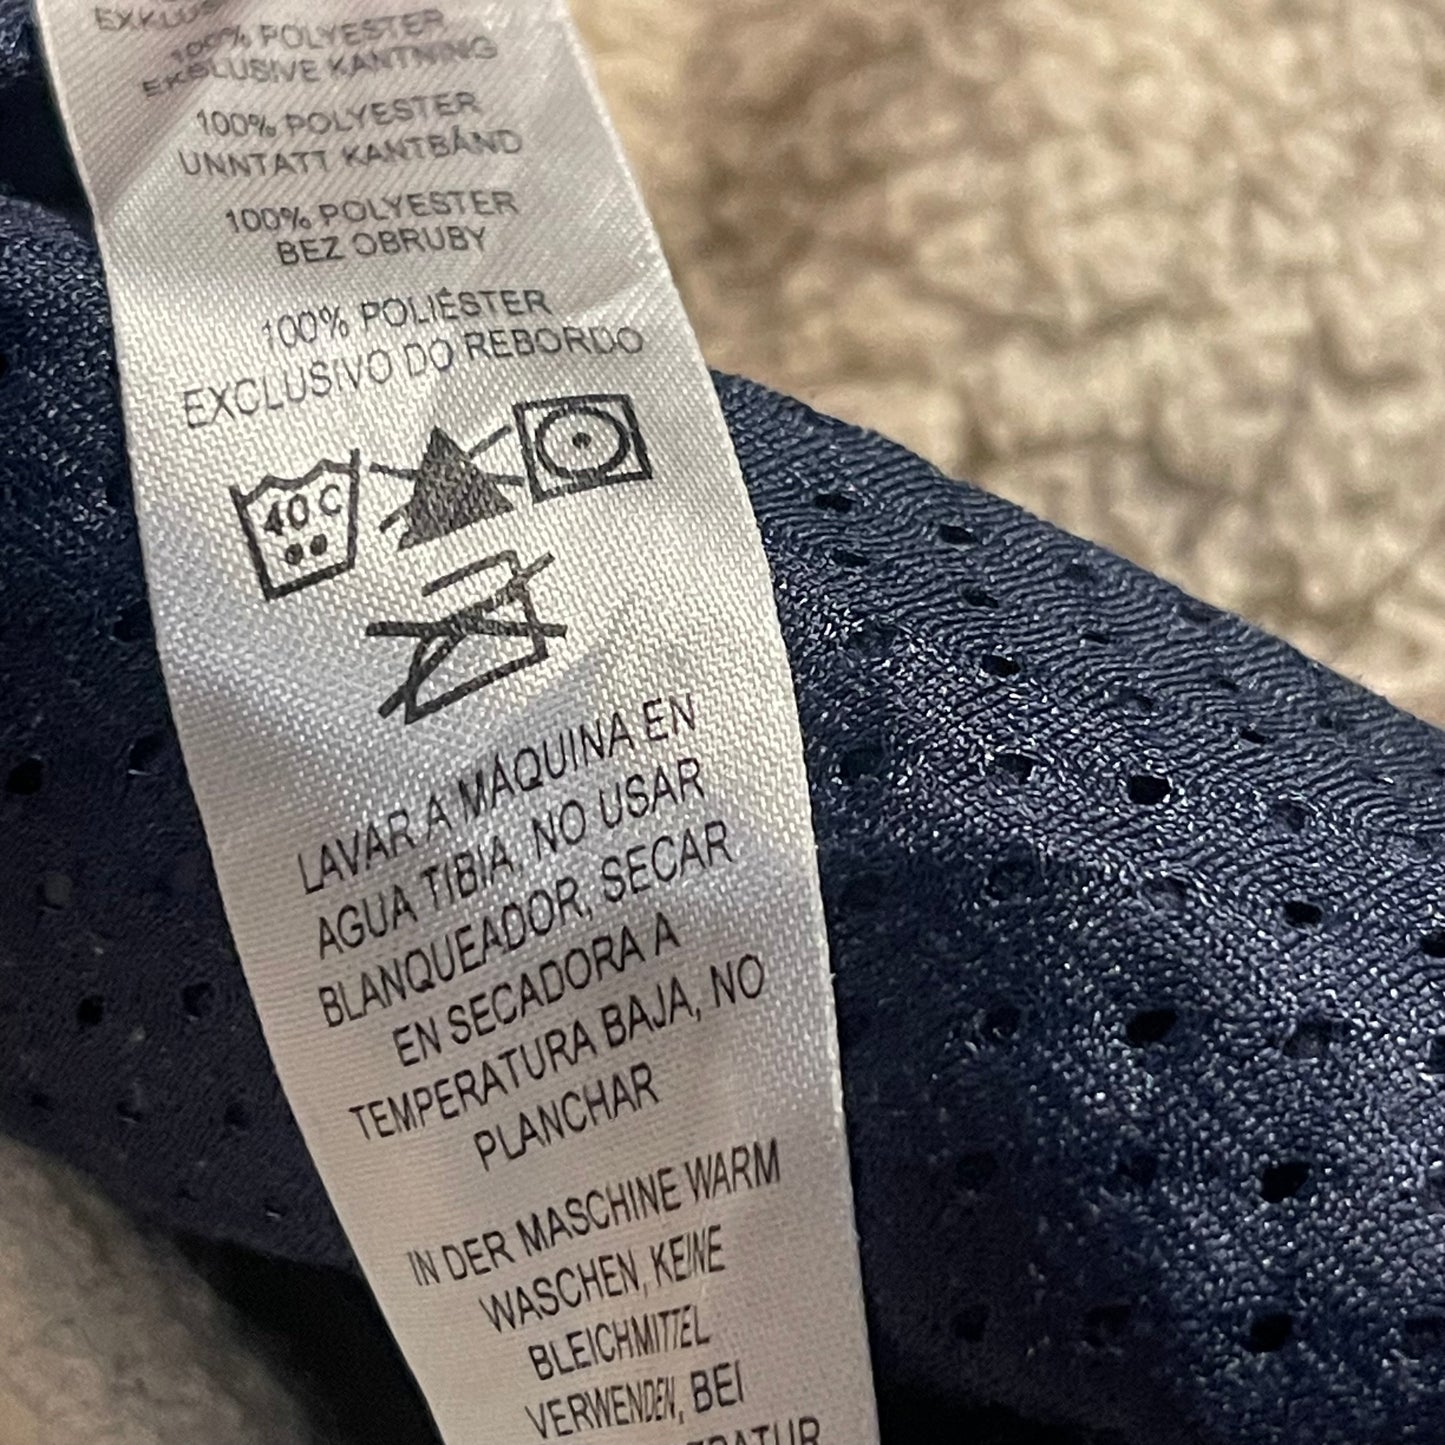 100% POLYESTER
EKSLUSIVE KANTNING
100% POLYESTER
UNNTATT KANTBÅND
100% POLYESTER
BEZ OBRUBY
100% POLIÉSTER
EXCLUSIVO DO REBORDO
40 C
LAVAR A MAQUINA EN
AGUA TIBIA, NO USAR
BLANQUEADOR, SECAR
EN SECADORA A
TEMPERATURA BAJA, NO
PLANCHAR
IN DER MASCHINE WARM
WASCHEN, KEINE
BLEICHMITTEL
VERWENDEN, BEI